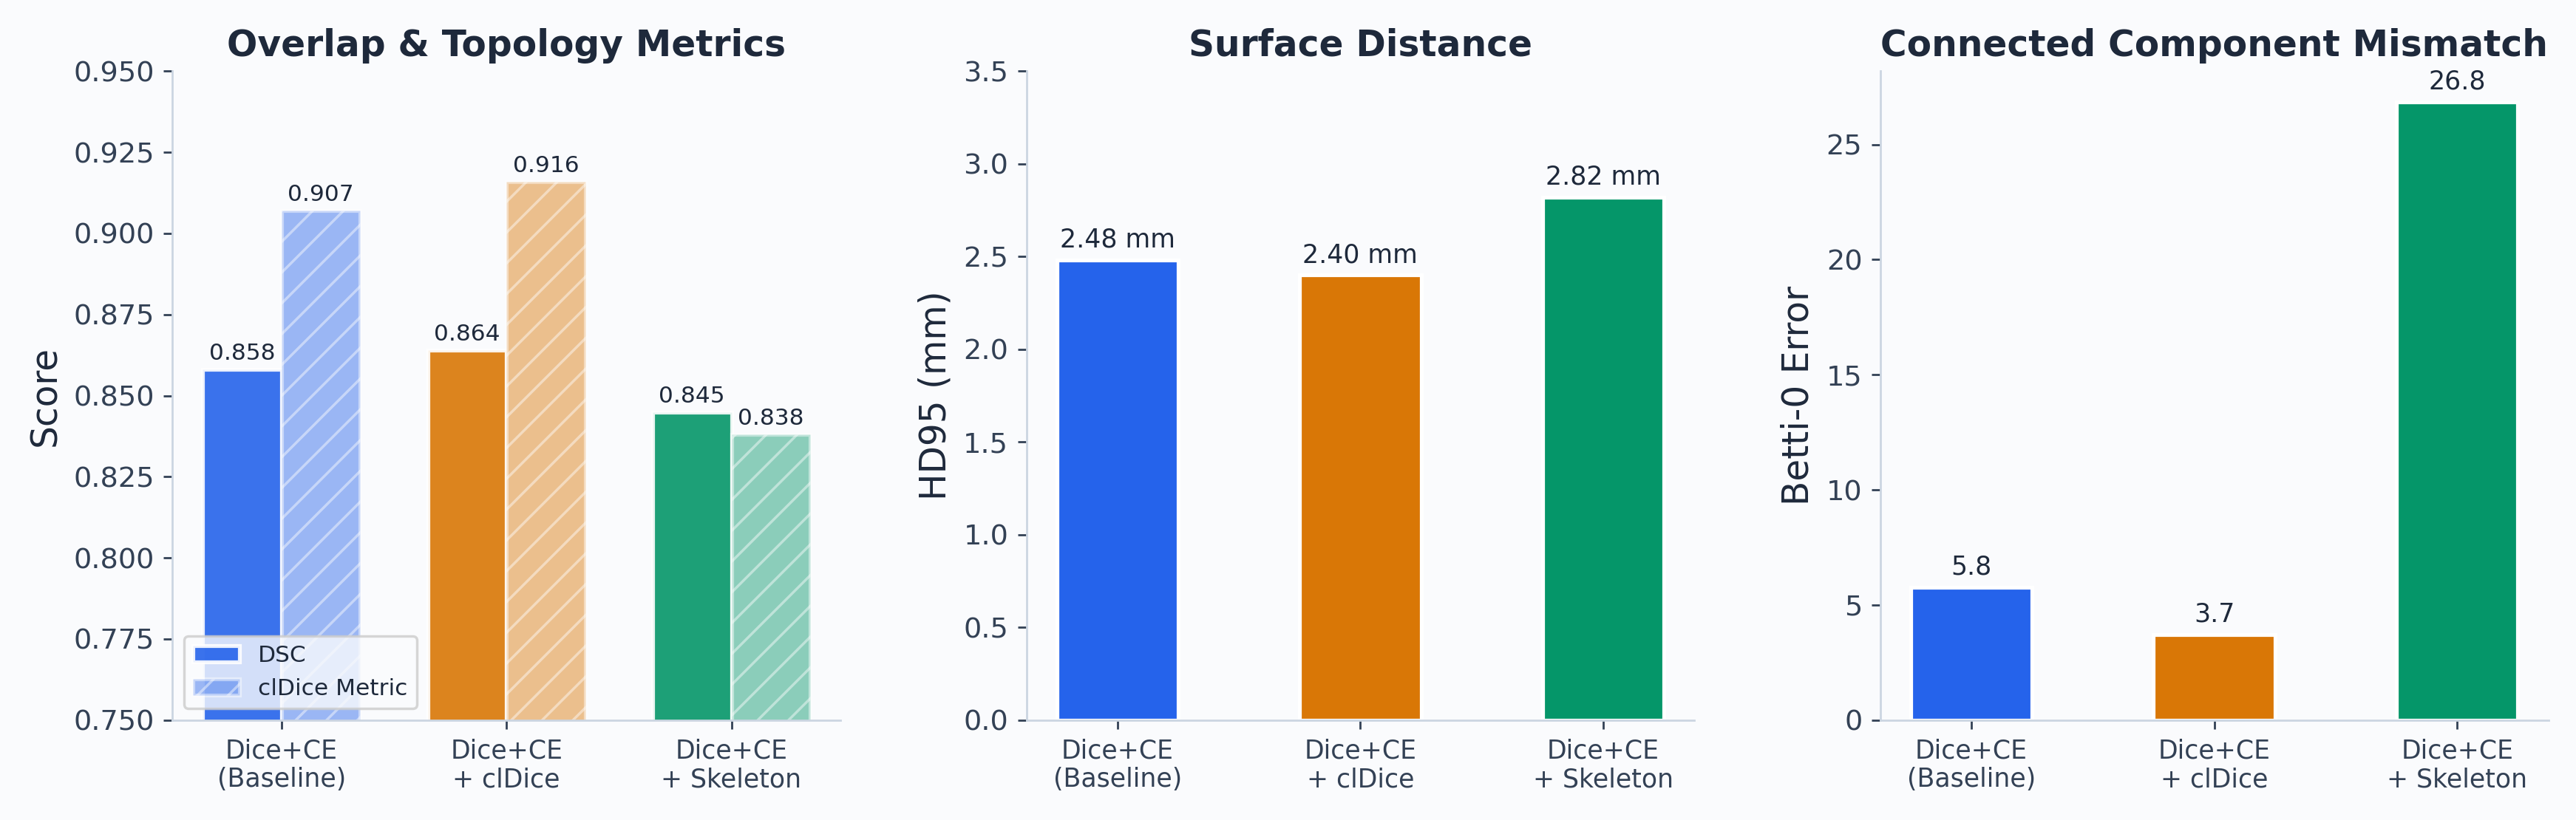 Overlap & Topology Metrics
Score
0.950
0.925
0.900
0.875
0.850
0.825
0.800
0.775
0.750
0.858
0.907
0.864
0.916
0.845
0.838
DSC
clDice Metric
Dice+CE
(Baseline)
Dice+CE
+ clDice
Dice+CE
+ Skeleton
Surface Distance
HD95 (mm)
3.5
3.0
2.5
2.0
1.5
1.0
0.5
0.0
2.48 mm
2.40 mm
2.82 mm
Dice+CE
(Baseline)
Dice+CE
+ clDice
Dice+CE
+ Skeleton
Connected Component Mismatch
Betti-0 Error
25
20
15
10
5
0
5.8
3.7
26.8
Dice+CE
(Baseline)
Dice+CE
+ clDice
Dice+CE
+ Skeleton